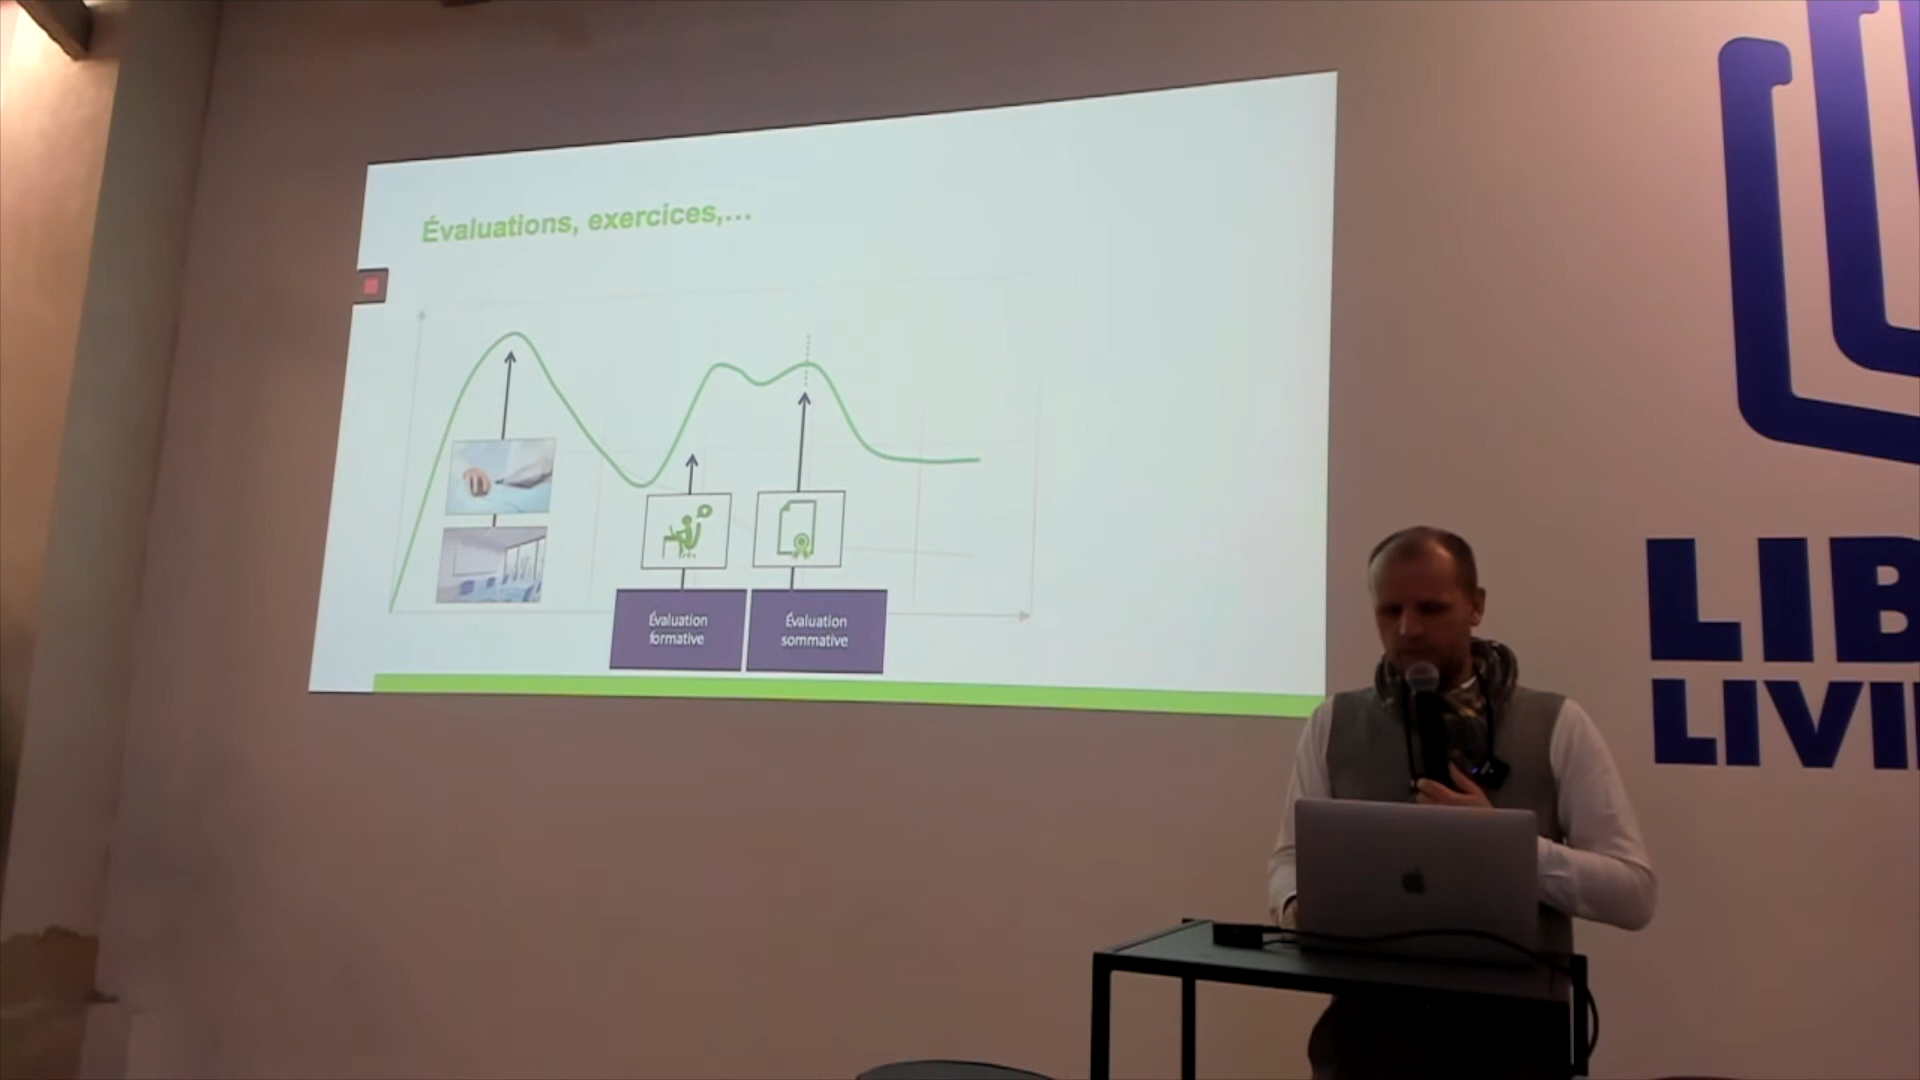 Évaluations, exercices,...
Évaluation
formative
Évaluation
sommative
LIB
LIVI